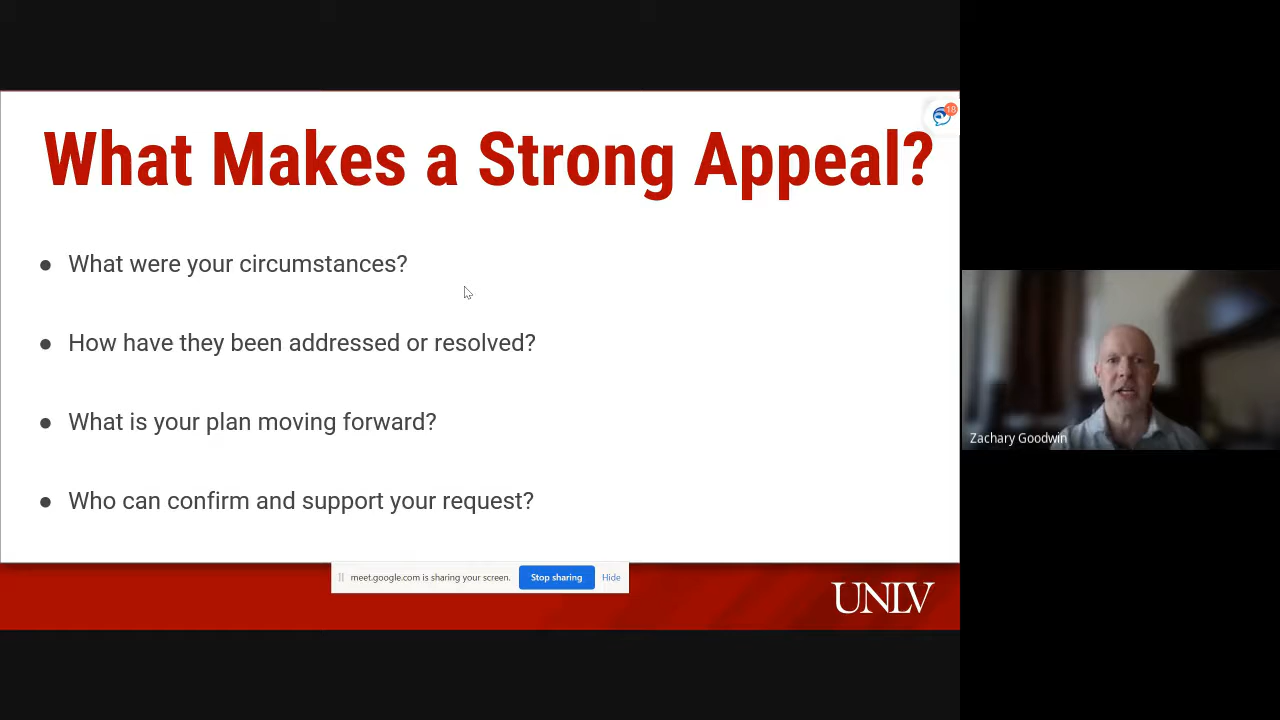 What Makes a Strong Appeal?
● What were your circumstances?
● How have they been addressed or resolved?
● What is your plan moving forward?
● Who can confirm and support your request?
meet.google.com is sharing your screen. Stop sharing Hide
UNLV
Zachary Goodwin